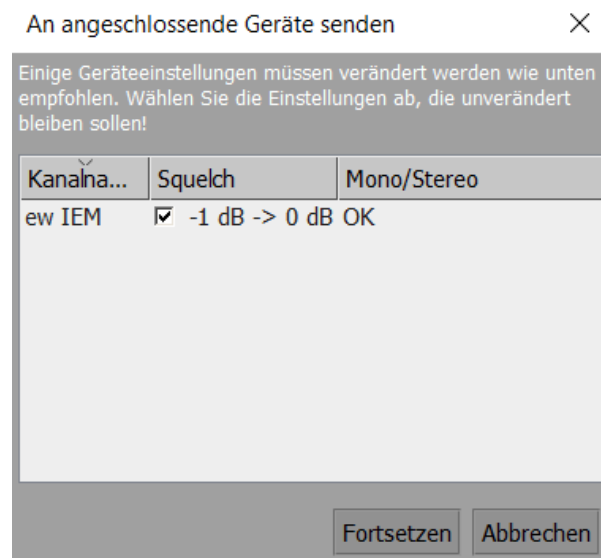 An angeschlossende Geräte senden
Einige Geräteeinstellungen müssen verändert werden wie unten
empfohlen. Wählen Sie die Einstellungen ab, die unverändert
bleiben sollen!
Kanalna... Squelch Mono/Stereo
ew IEM -1 dB -> 0 dB OK
Fortsetzen Abbrechen